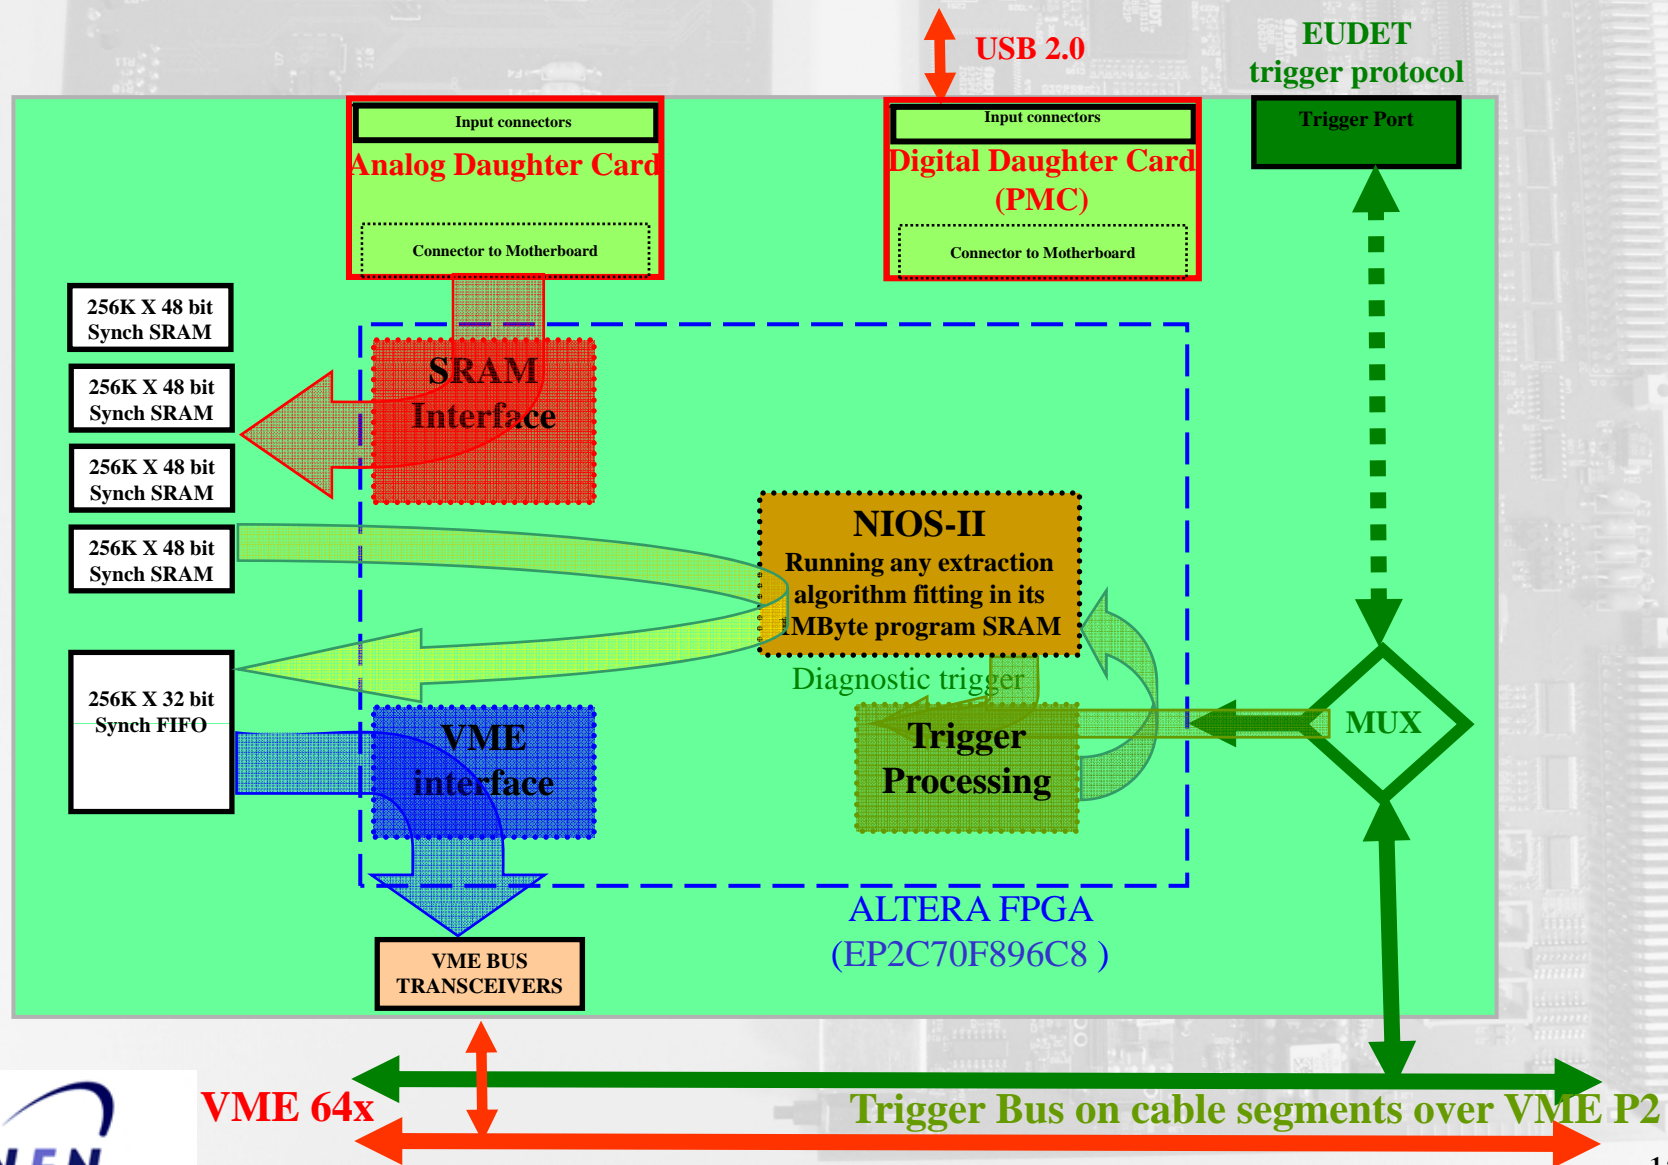 USB 2.0
EUDET
trigger protocol
Input connectors
Analog Daughter Card
Connector to Motherboard
Input connectors
Digital Daughter Card
(PMC)
Connector to Motherboard
Trigger Port
256K X 48 bit
Synch SRAM
256K X 48 bit
Synch SRAM
256K X 48 bit
Synch SRAM
256K X 48 bit
Synch SRAM
SRAM
Interface
NIOS-II
Running any extraction
algorithm fitting in its
1MByte program SRAM
Diagnostic trigger
256K X 32 bit
Synch FIFO
VME
interface
Trigger
Processing
MUX
ALTERA FPGA
(EP2C70F896C8 )
VME BUS
TRANSCEIVERS
VME 64x
Trigger Bus on cable segments over VME P2